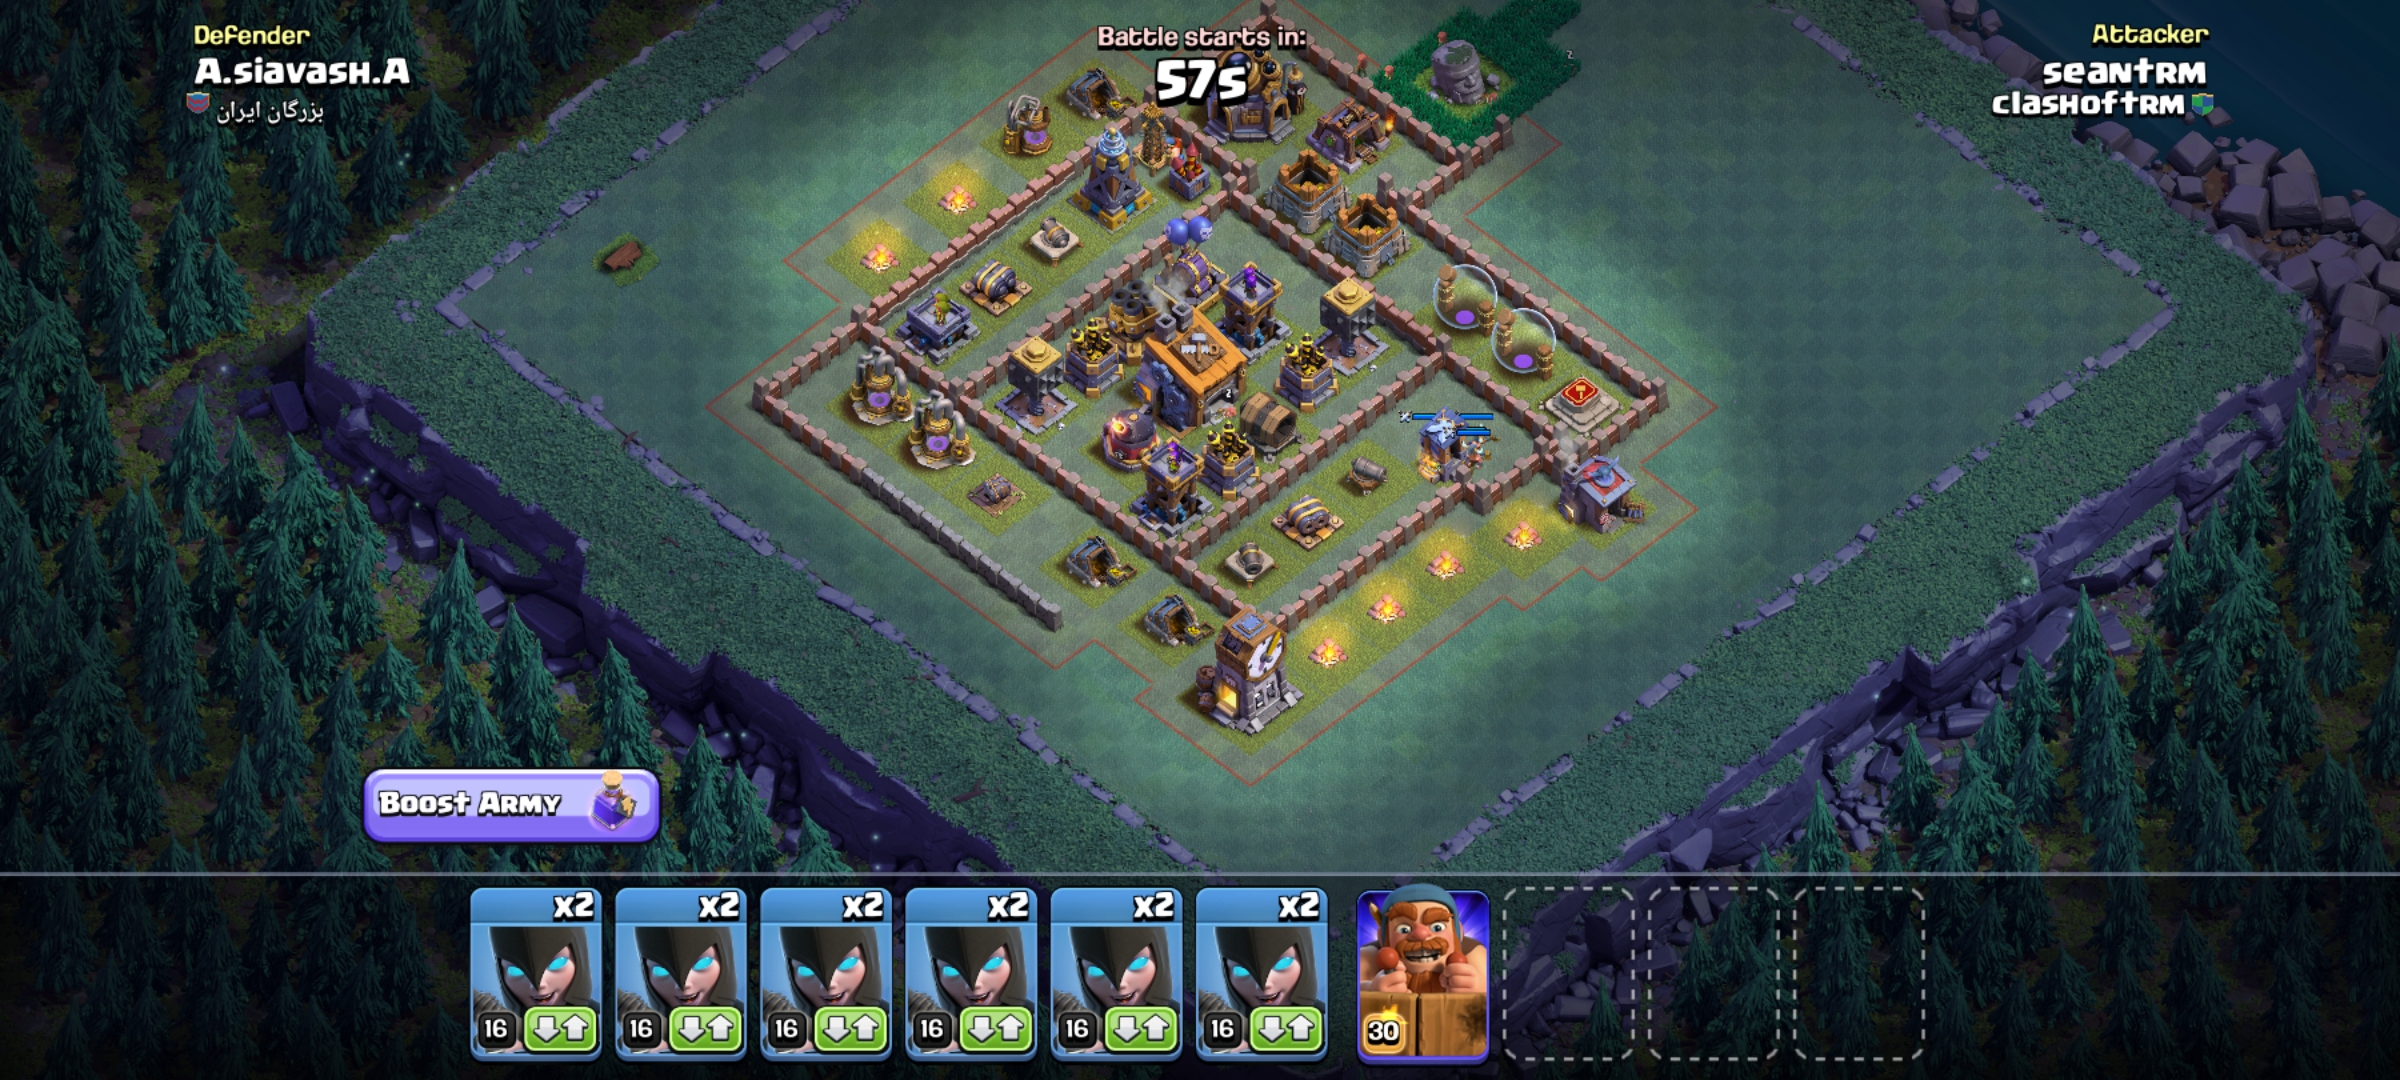 Defender
A.siavash.A
بزرگان ایران
Battle starts in:
57s
Attacker
seantrm
clashoftrm
Boost Army
x2
x2
x2
x2
x2
x2
16
16
16
16
16
16
30